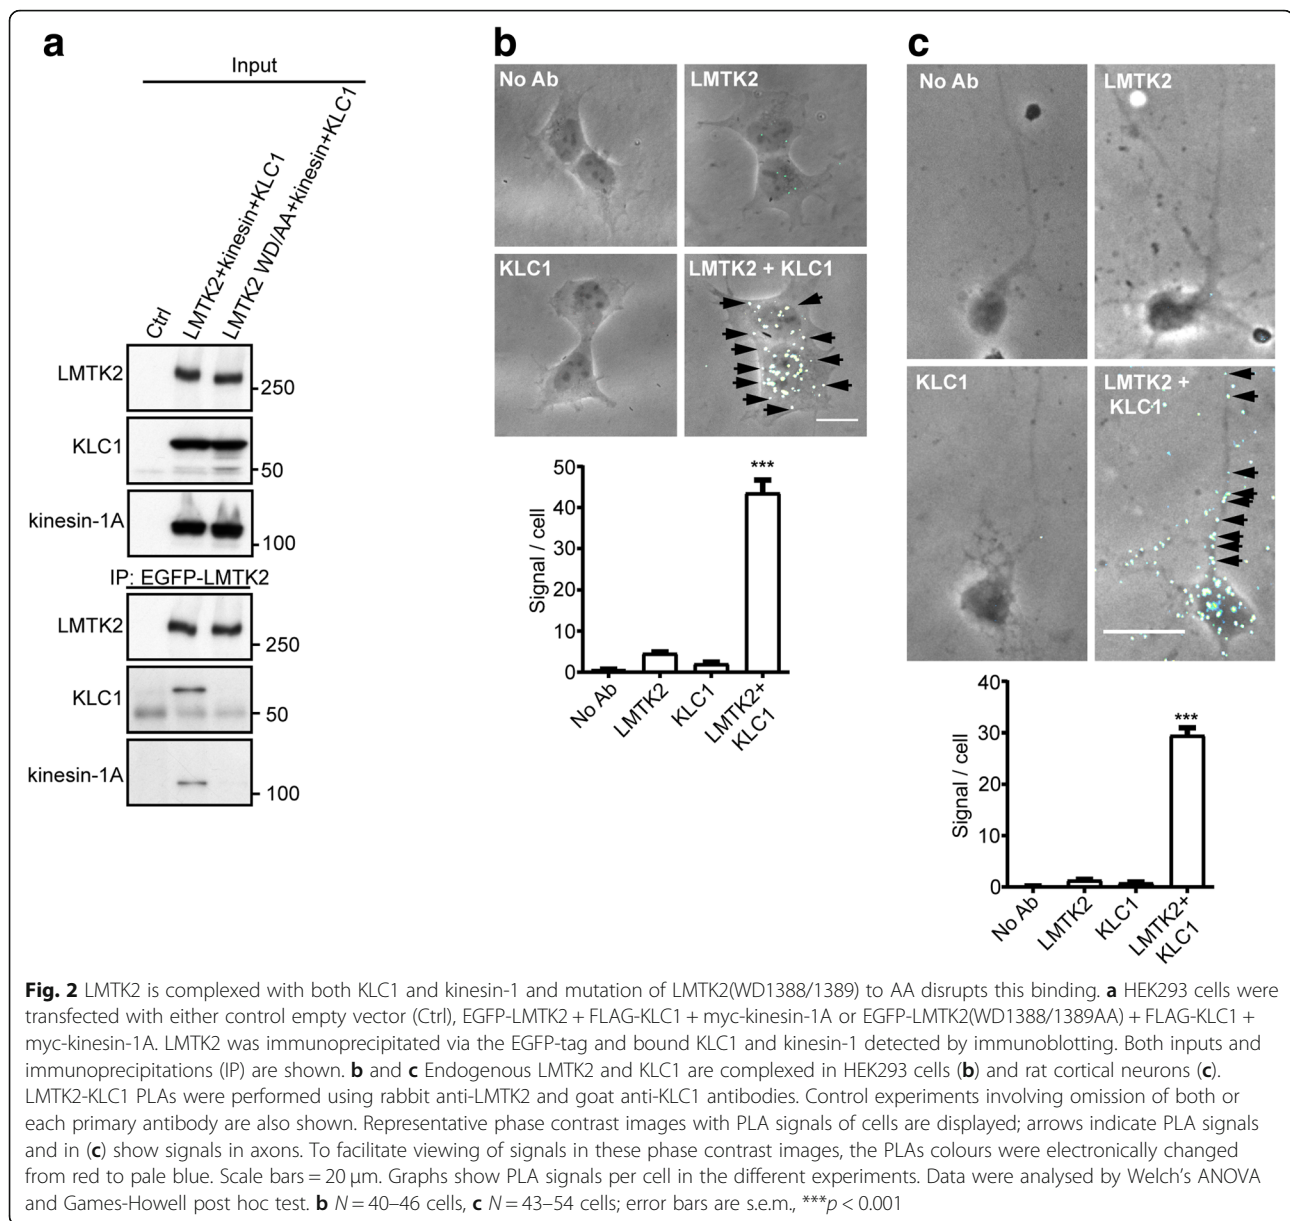 a
Input
Ctrl
LMTK2+kinesin+KLC1
LMTK2 WD/AA+kinesin+KLC1
LMTK2
250
KLC1
50
kinesin-1A
100
IP: EGFP-LMTK2
LMTK2
250
KLC1
50
kinesin-1A
100
b
No Ab
LMTK2
KLC1
LMTK2 + KLC1
50
40
30
20
10
0
Signal / cell
***
No Ab
LMTK2
KLC1
LMTK2+
KLC1
c
No Ab
LMTK2
KLC1
LMTK2 +
KLC1
40
30
20
10
0
Signal / cell
***
No Ab
LMTK2
KLC1
LMTK2+
KLC1
Fig. 2 LMTK2 is complexed with both KLC1 and kinesin-1 and mutation of LMTK2(WD1388/1389) to AA disrupts this binding. a HEK293 cells were
transfected with either control empty vector (Ctrl), EGFP-LMTK2 + FLAG-KLC1 + myc-kinesin-1A or EGFP-LMTK2(WD1388/1389AA) + FLAG-KLC1 +
myc-kinesin-1A. LMTK2 was immunoprecipitated via the EGFP-tag and bound KLC1 and kinesin-1 detected by immunoblotting. Both inputs and
immunoprecipitations (IP) are shown. b and c Endogenous LMTK2 and KLC1 are complexed in HEK293 cells (b) and rat cortical neurons (c).
LMTK2-KLC1 PLAs were performed using rabbit anti-LMTK2 and goat anti-KLC1 antibodies. Control experiments involving omission of both or
each primary antibody are also shown. Representative phase contrast images with PLA signals of cells are displayed; arrows indicate PLA signals
and in (c) show signals in axons. To facilitate viewing of signals in these phase contrast images, the PLAs colours were electronically changed
from red to pale blue. Scale bars = 20 μm. Graphs show PLA signals per cell in the different experiments. Data were analysed by Welch's ANOVA
and Games-Howell post hoc test. b N = 40–46 cells, c N = 43–54 cells; error bars are s.e.m., ***p < 0.001